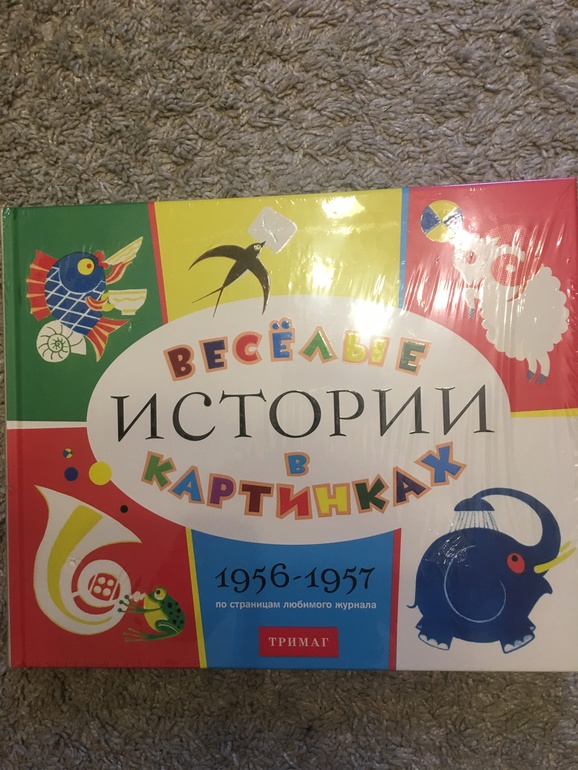 ВЕСЁЛЫЕ
ИСТОРИИ
В
КАРТИНКАХ
1956-1957
по страницам любимого журнала
ТРИМАГ